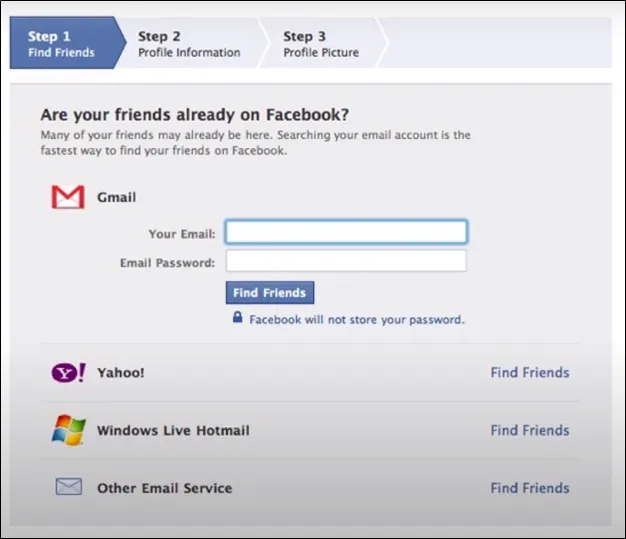 Step 1
Find Friends
Step 2
Profile Information
Step 3
Profile Picture
Are your friends already on Facebook?
Many of your friends may already be here. Searching your email account is the
fastest way to find your friends on Facebook.
Gmail
Your Email:
Email Password:
Find Friends
Facebook will not store your password.
Yahoo! Find Friends
Windows Live Hotmail Find Friends
Other Email Service Find Friends